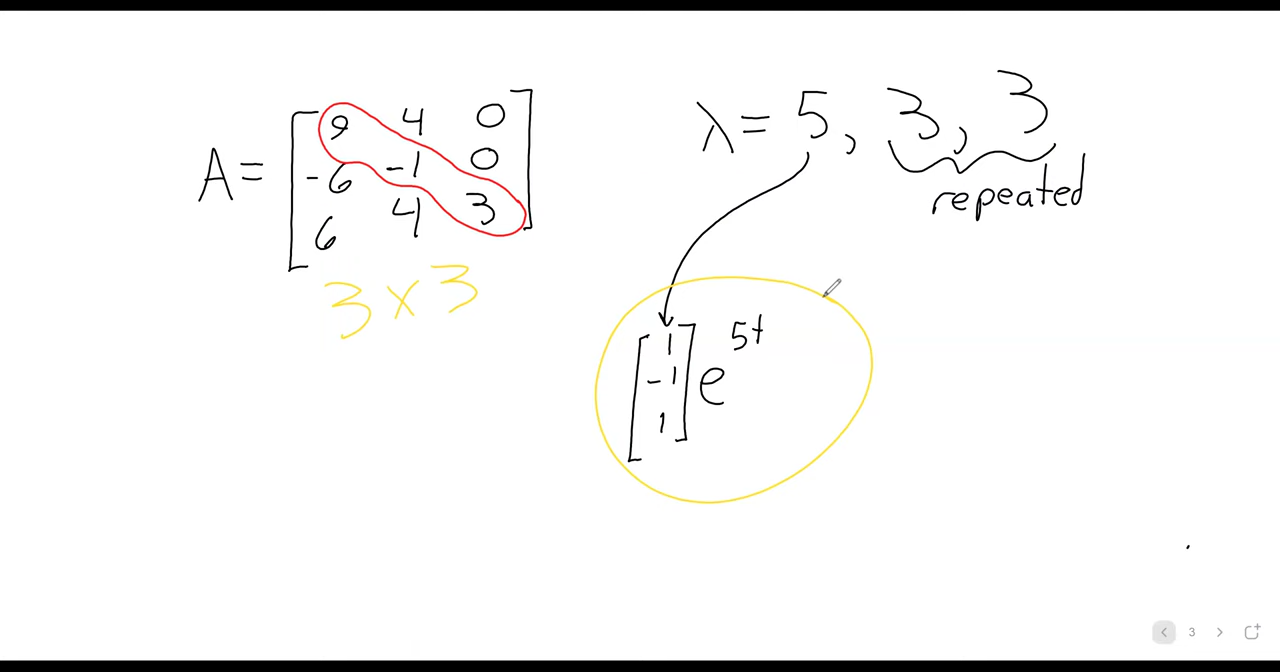 A = [ 9 4 0
-6 -1 0
6 4 3 ]
3 x 3
λ = 5, 3, 3
repeated
[ 1
-1
1 ] e^5t
3